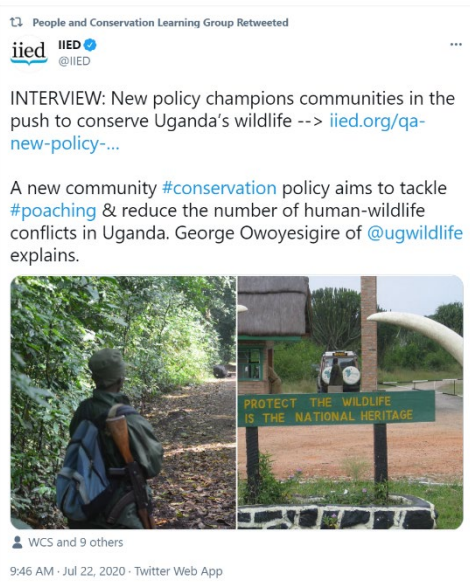 People and Conservation Learning Group Retweeted
iied
IIED
@IIED
INTERVIEW: New policy champions communities in the
push to conserve Uganda's wildlife --> iied.org/qa-
new-policy-...
A new community #conservation policy aims to tackle
#poaching & reduce the number of human-wildlife
conflicts in Uganda. George Owoyesigire of @ugwildlife
explains.
PROTECT THE WILDLIFE
IS THE NATIONAL HERITAGE
WCS and 9 others
9:46 AM · Jul 22, 2020 · Twitter Web App